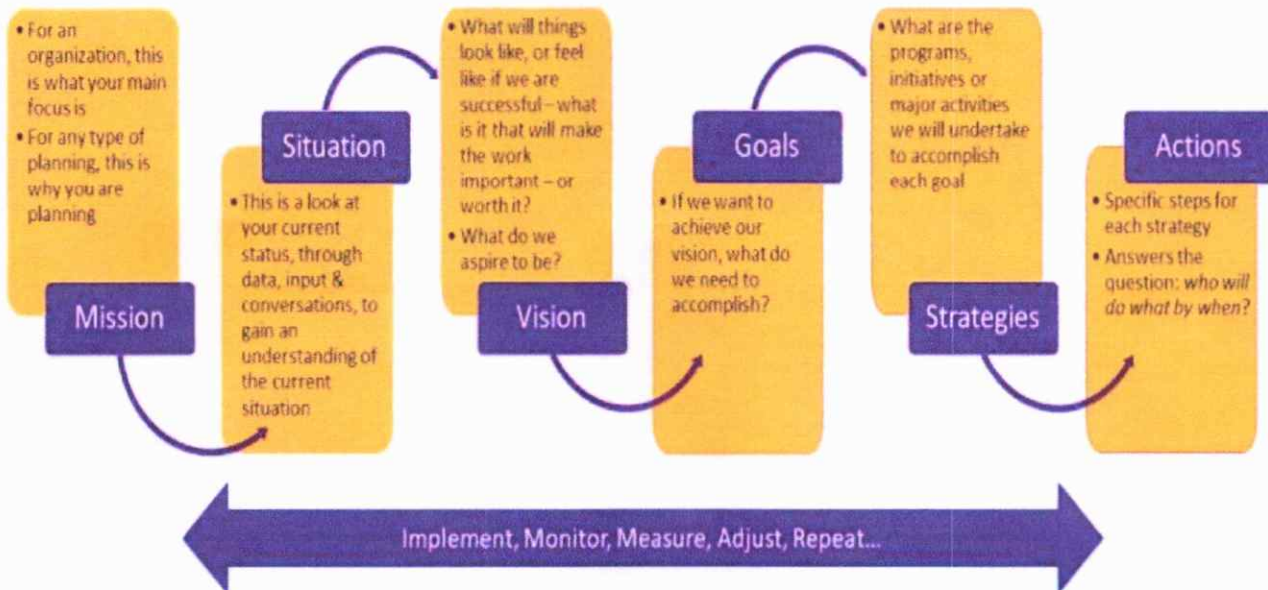 • For an
organization, this
is what your main
focus is
• For any type of
planning, this is
why you are
planning
Mission
Situation
• This is a look at
your current
status, through
data, input &
conversations, to
gain an
understanding of
the current
situation
• What will things
look like, or feel
like if we are
successful – what
is it that will make
the work
important – or
worth it?
• What do we
aspire to be?
Vision
Goals
• If we want to
achieve our
vision, what do
we need to
accomplish?
• What are the
programs,
initiatives or
major activities
we will undertake
to accomplish
each goal
Strategies
Actions
• Specific steps for
each strategy
• Answers the
question: who will
do what by when?
Implement, Monitor, Measure, Adjust, Repeat...